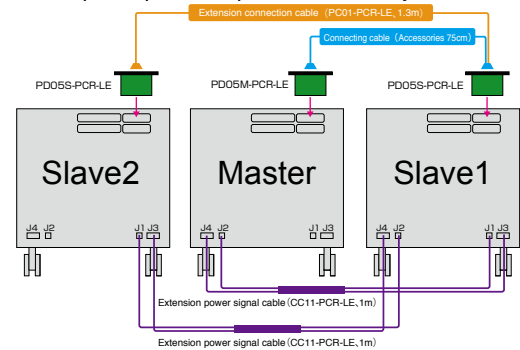 Extension connection cable (PC01-PCR-LE、1.3m)
Connecting cable (Accessories 75cm)
PD05S-PCR-LE PD05M-PCR-LE PD05S-PCR-LE
Slave2 Master Slave1
J4 J2 J1 J3 J4 J2 J1 J3 J4 J2 J1 J3
Extension power signal cable (CC11-PCR-LE、1m)
Extension power signal cable (CC11-PCR-LE、1m)